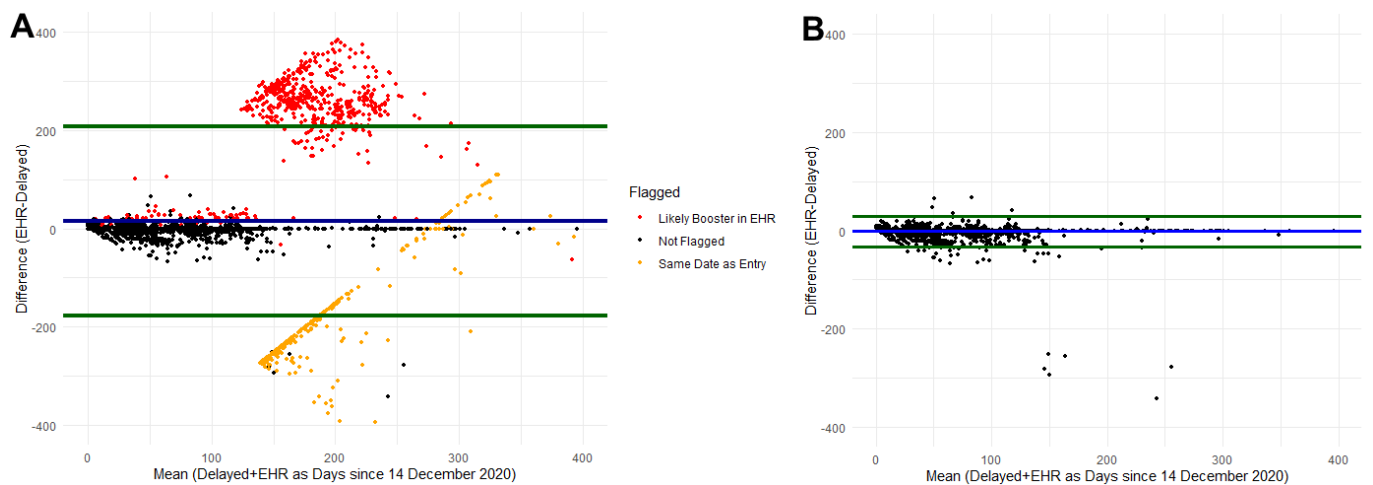 A
400
200
0
-200
-400
Difference (EHR-Delayed)
0
100
200
300
400
Mean (Delayed+EHR as Days since 14 December 2020)
Flagged
Likely Booster in EHR
Not Flagged
Same Date as Entry
B
400
200
0
-200
-400
Difference (EHR-Delayed)
0
100
200
300
400
Mean (Delayed+EHR as Days since 14 December 2020)